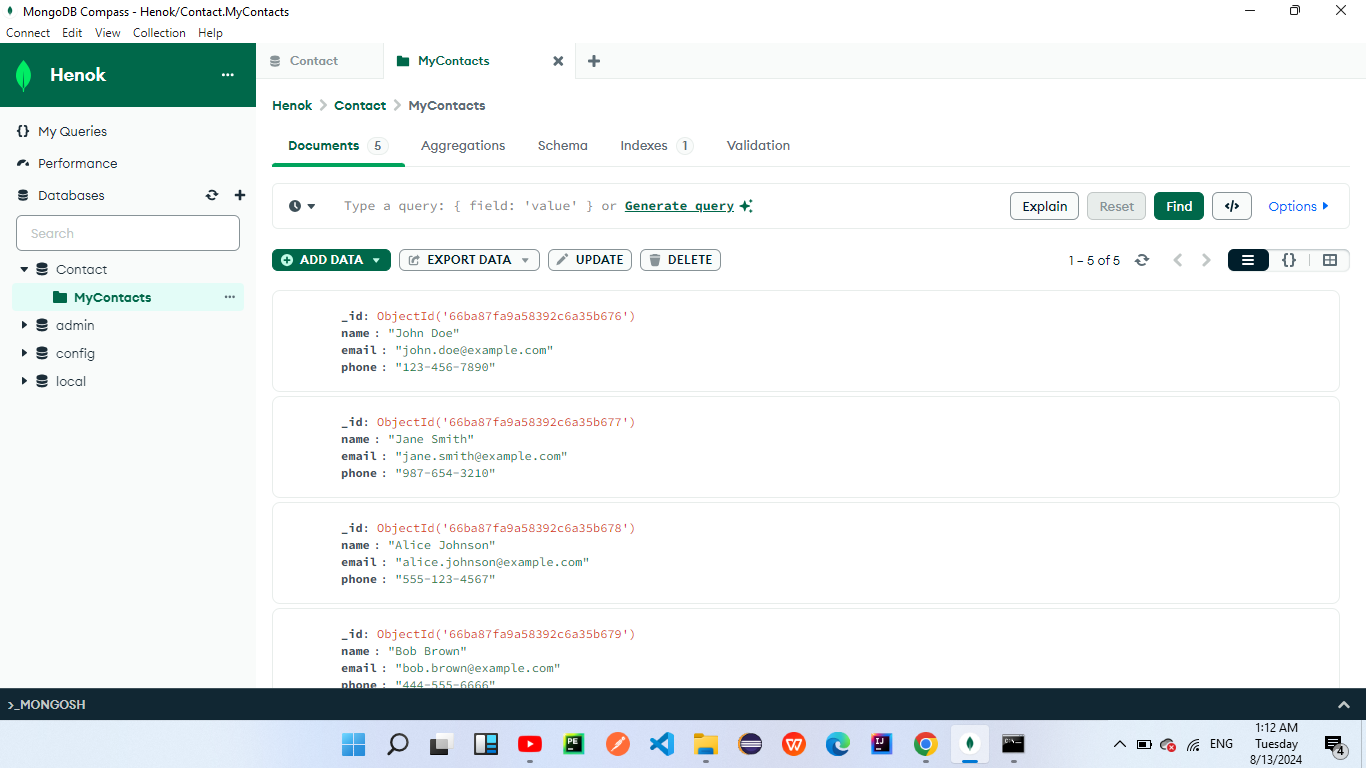 MongoDB Compass - Henok/Contact.MyContacts
Connect Edit View Collection Help
Henok
Contact
MyContacts
My Queries
Performance
Databases
Search
Contact
MyContacts
admin
config
local
Henok > Contact > MyContacts
Documents 5 Aggregations Schema Indexes 1 Validation
Type a query: { field: 'value' } or Generate query
Explain Reset Find </> Options
ADD DATA EXPORT DATA UPDATE DELETE
1 – 5 of 5 {}
_id: ObjectId('66ba87fa9a58392c6a35b676')
name : "John Doe"
email : "john.doe@example.com"
phone : "123-456-7890"
_id: ObjectId('66ba87fa9a58392c6a35b677')
name : "Jane Smith"
email : "jane.smith@example.com"
phone : "987-654-3210"
_id: ObjectId('66ba87fa9a58392c6a35b678')
name : "Alice Johnson"
email : "alice.johnson@example.com"
phone : "555-123-4567"
_id: ObjectId('66ba87fa9a58392c6a35b679')
name : "Bob Brown"
email : "bob.brown@example.com"
phone : "444-555-6666"
>_MONGOSH
PE
W
IJ
ENG
1:12 AM
Tuesday
8/13/2024
4